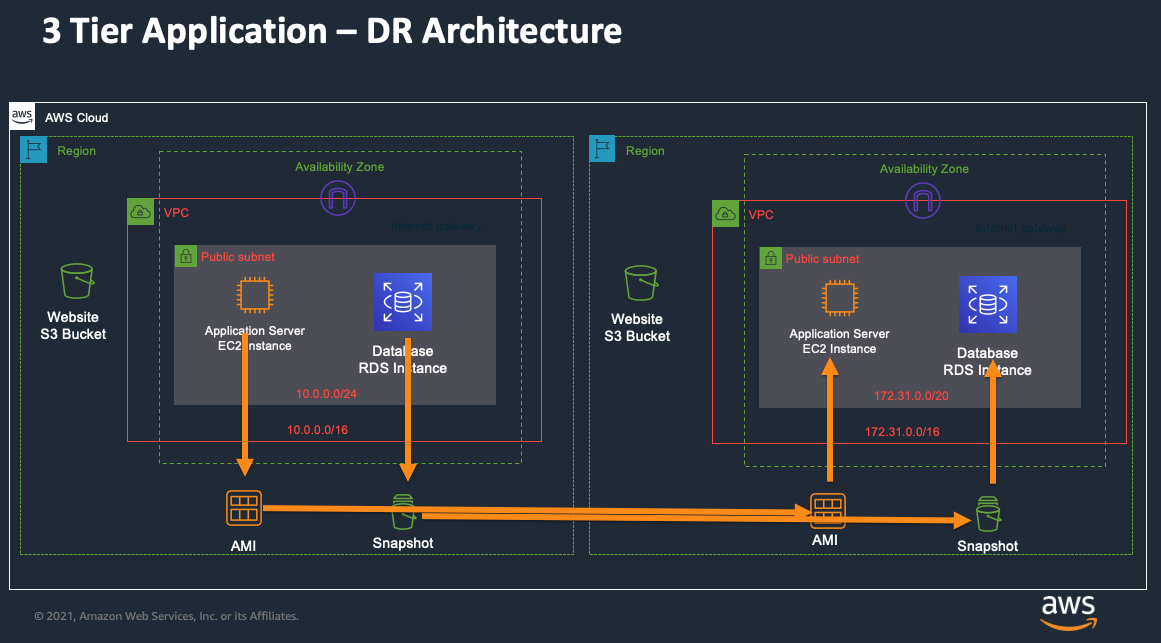 3 Tier Application – DR Architecture
aws
AWS Cloud
Region
Availability Zone
VPC
Internet gateway
Public subnet
Website
S3 Bucket
Application Server
EC2 Instance
Database
RDS Instance
10.0.0.0/24
10.0.0.0/16
AMI
Snapshot
Region
Availability Zone
VPC
Internet gateway
Public subnet
Website
S3 Bucket
Application Server
EC2 Instance
Database
RDS Instance
172.31.0.0/20
172.31.0.0/16
AMI
Snapshot
© 2021, Amazon Web Services, Inc. or its Affiliates.
aws